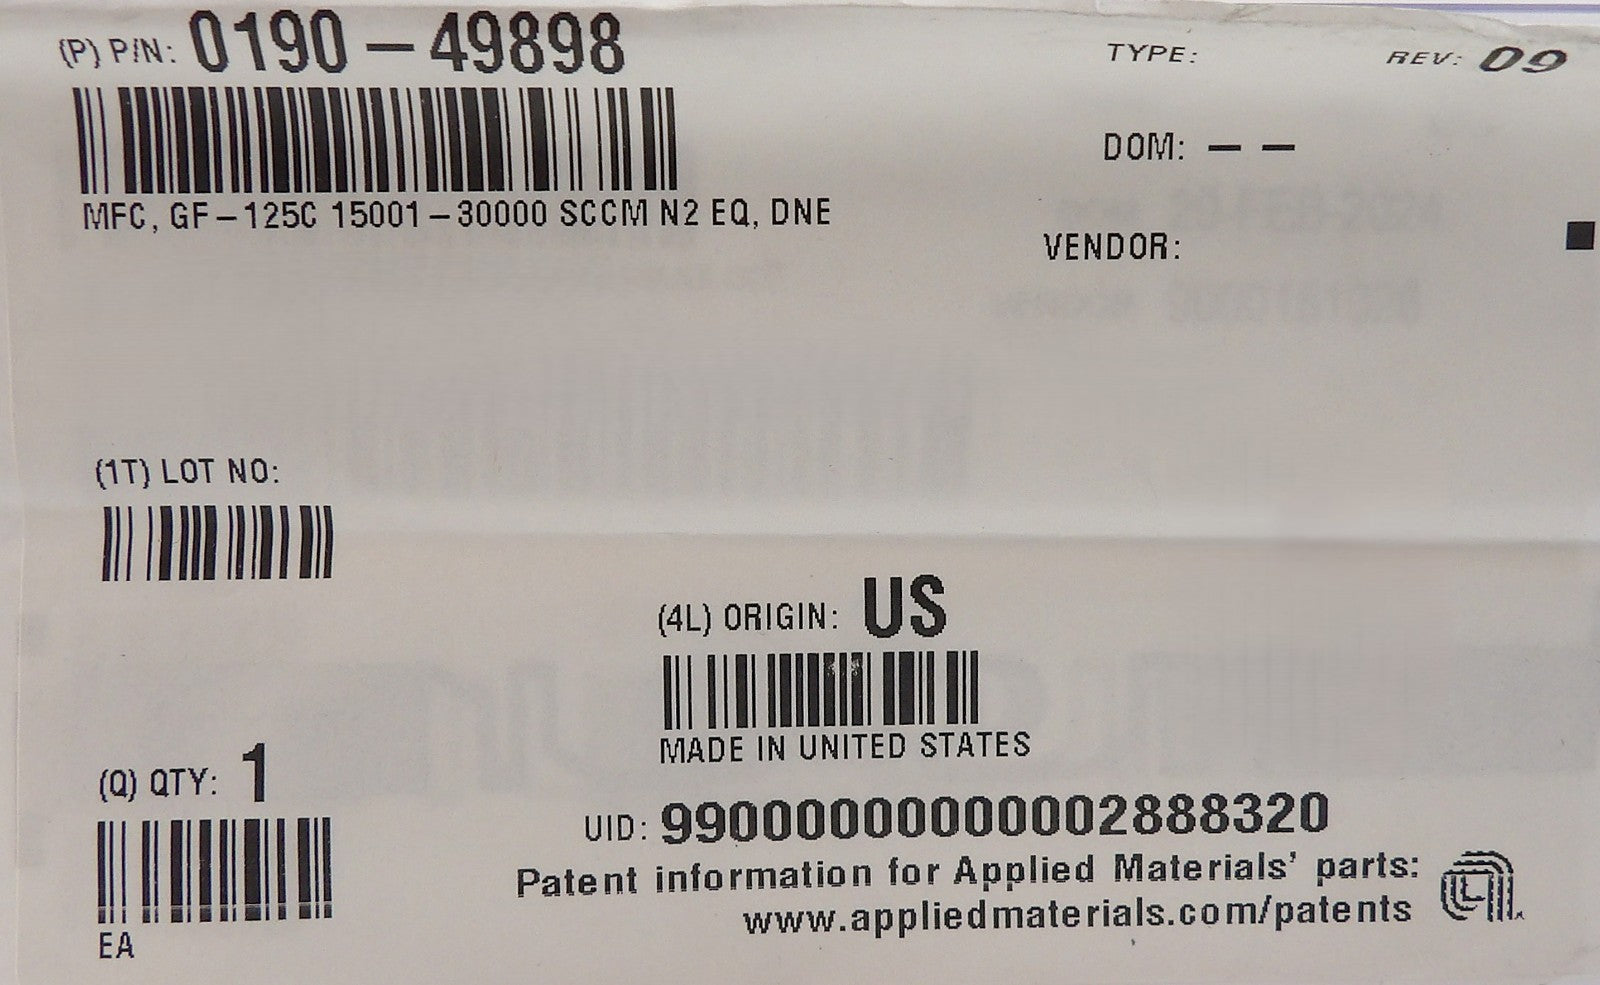 (P) P/N: 0190-49898
TYPE:
REV: 09
MFC, GF-125C 15001-30000 SCCM N2 EQ, DNE
DOM: - -
VENDOR:
(1T) LOT NO:
(4L) ORIGIN: US
MADE IN UNITED STATES
(Q) QTY: 1
EA
UID: 99000000000002888320
Patent information for Applied Materials' parts:
www.appliedmaterials.com/patents